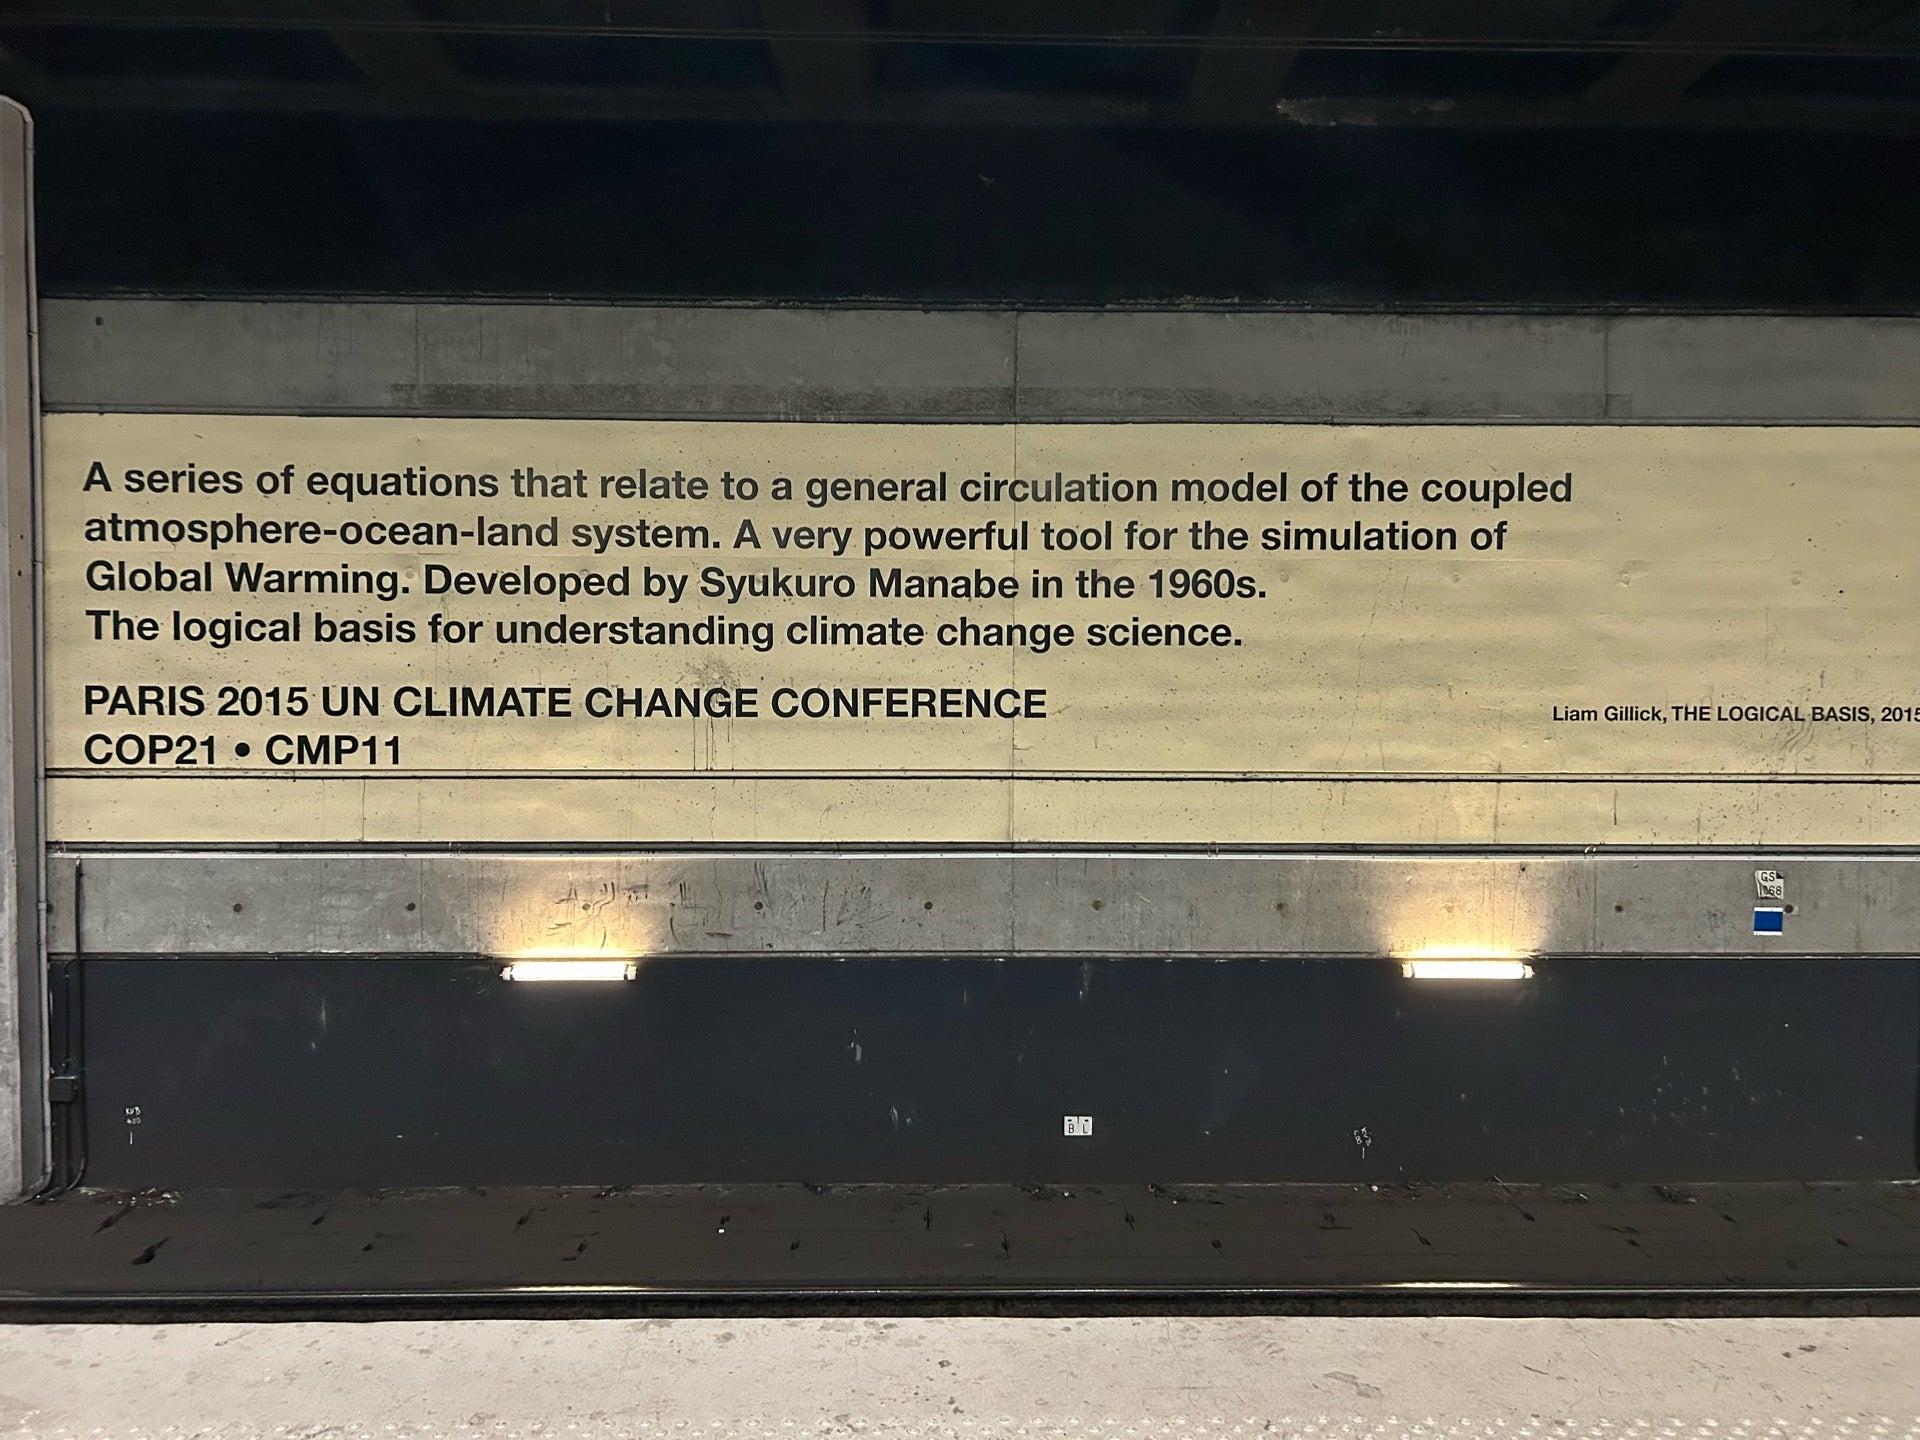 A series of equations that relate to a general circulation model of the coupled
atmosphere-ocean-land system. A very powerful tool for the simulation of
Global Warming. Developed by Syukuro Manabe in the 1960s.
The logical basis for understanding climate change science.
PARIS 2015 UN CLIMATE CHANGE CONFERENCE
COP21 • CMP11
Liam Gillick, THE LOGICAL BASIS, 2015
GS
B L